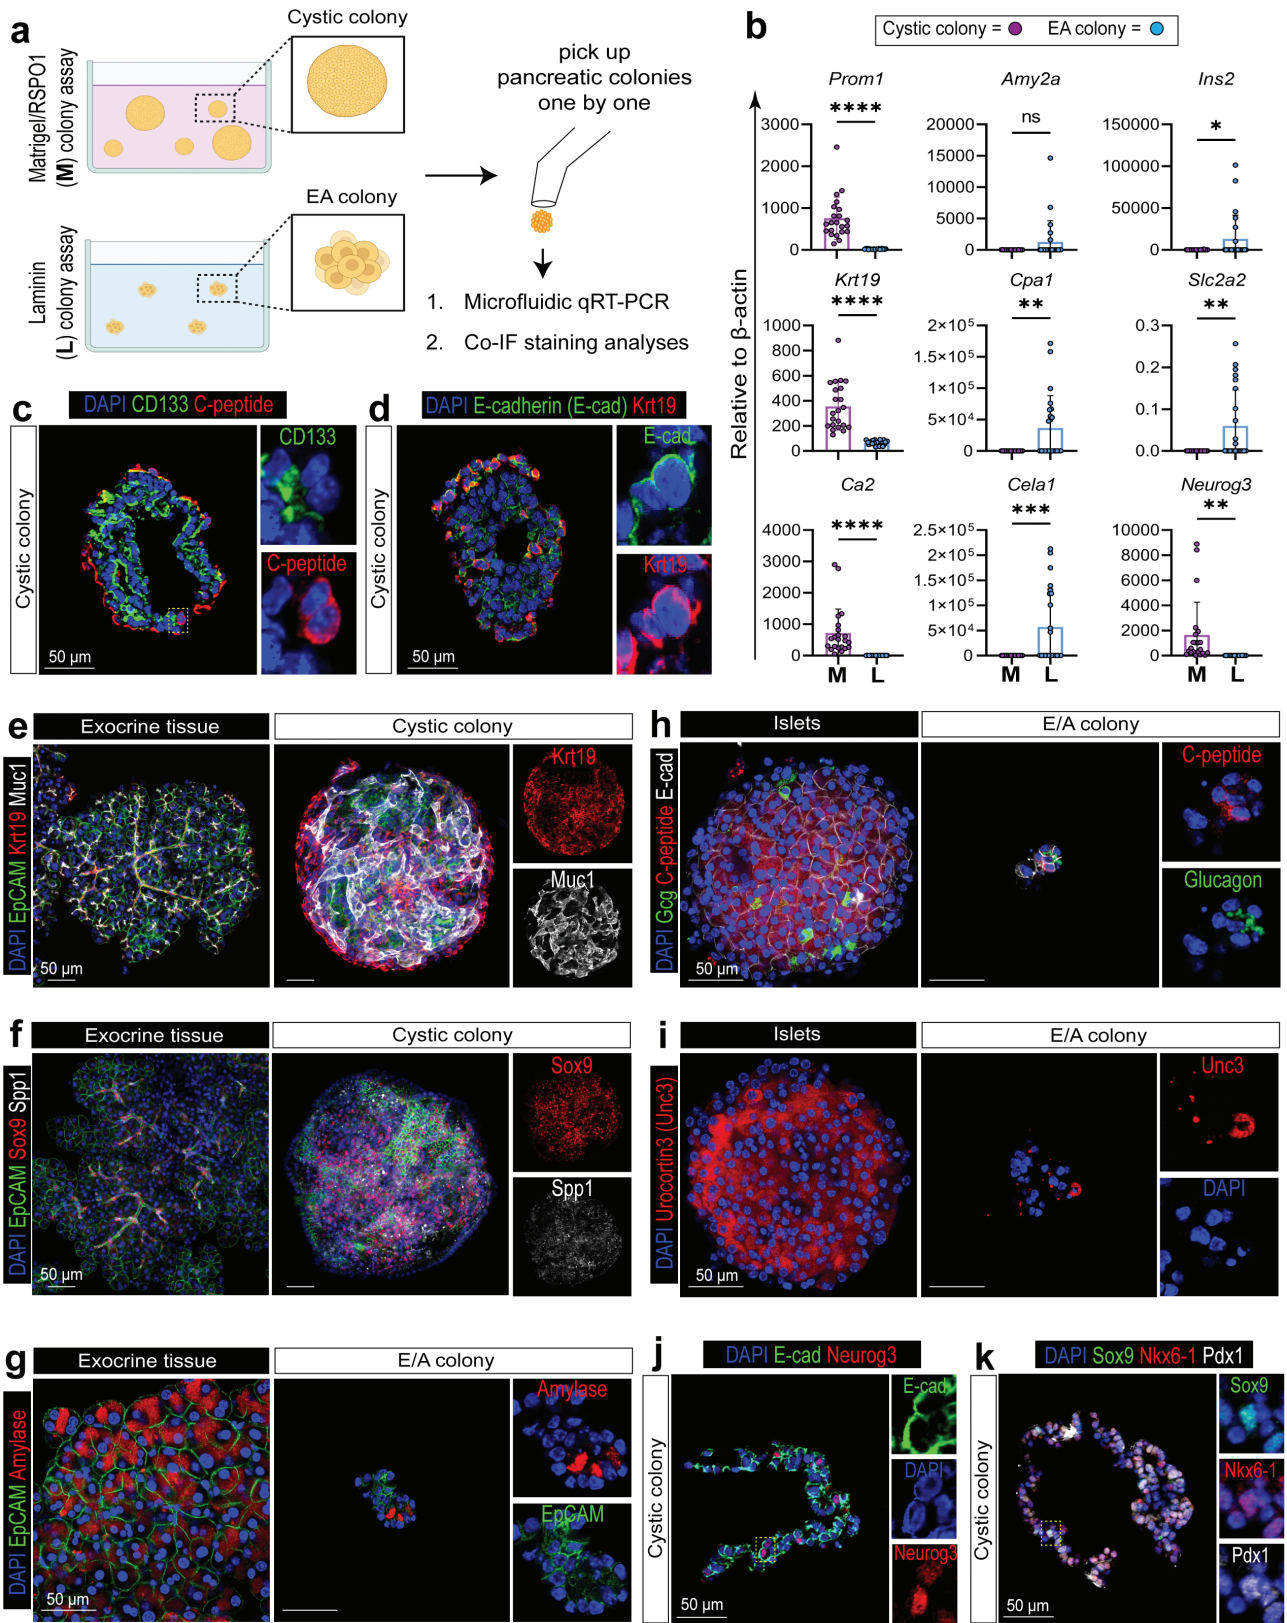 a
Matrigel/RSPO1
(M) colony assay
Cystic colony
Laminin
(L) colony assay
EA colony
pick up
pancreatic colonies
one by one
1. Microfluidic qRT-PCR
2. Co-IF staining analyses
b
Cystic colony =
EA colony =
Relative to β-actin
Prom1
****
3000
2000
1000
0
Amy2a
ns
20000
15000
10000
5000
0
Ins2
*
150000
100000
50000
0
Krt19
****
1000
800
600
400
200
0
Cpa1
**
2×10⁵
1.5×10⁵
1×10⁵
5×10⁴
0
Slc2a2
**
0.3
0.2
0.1
0.0
Ca2
****
4000
3000
2000
1000
0
M L
Cela1
***
2.5×10⁵
2×10⁵
1.5×10⁵
1×10⁵
5×10⁴
0
M L
Neurog3
**
10000
8000
6000
4000
2000
0
M L
c
DAPI CD133 C-peptide
Cystic colony
50 µm
CD133
C-peptide
d
DAPI E-cadherin (E-cad) Krt19
Cystic colony
50 µm
E-cad
Krt19
e
DAPI EpCAM Krt19 Muc1
Exocrine tissue
Cystic colony
50 µm
Krt19
Muc1
f
DAPI EpCAM Sox9 Spp1
Exocrine tissue
Cystic colony
50 µm
Sox9
Spp1
g
DAPI EpCAM Amylase
Exocrine tissue
E/A colony
50 µm
Amylase
EpCAM
h
DAPI Gcg C-peptide E-cad
Islets
E/A colony
50 µm
C-peptide
Glucagon
i
DAPI Urocortin3 (Unc3)
Islets
E/A colony
50 µm
Unc3
DAPI
j
DAPI E-cad Neurog3
Cystic colony
50 µm
E-cad
DAPI
Neurog3
k
DAPI Sox9 Nkx6-1 Pdx1
Cystic colony
50 µm
Sox9
Nkx6-1
Pdx1